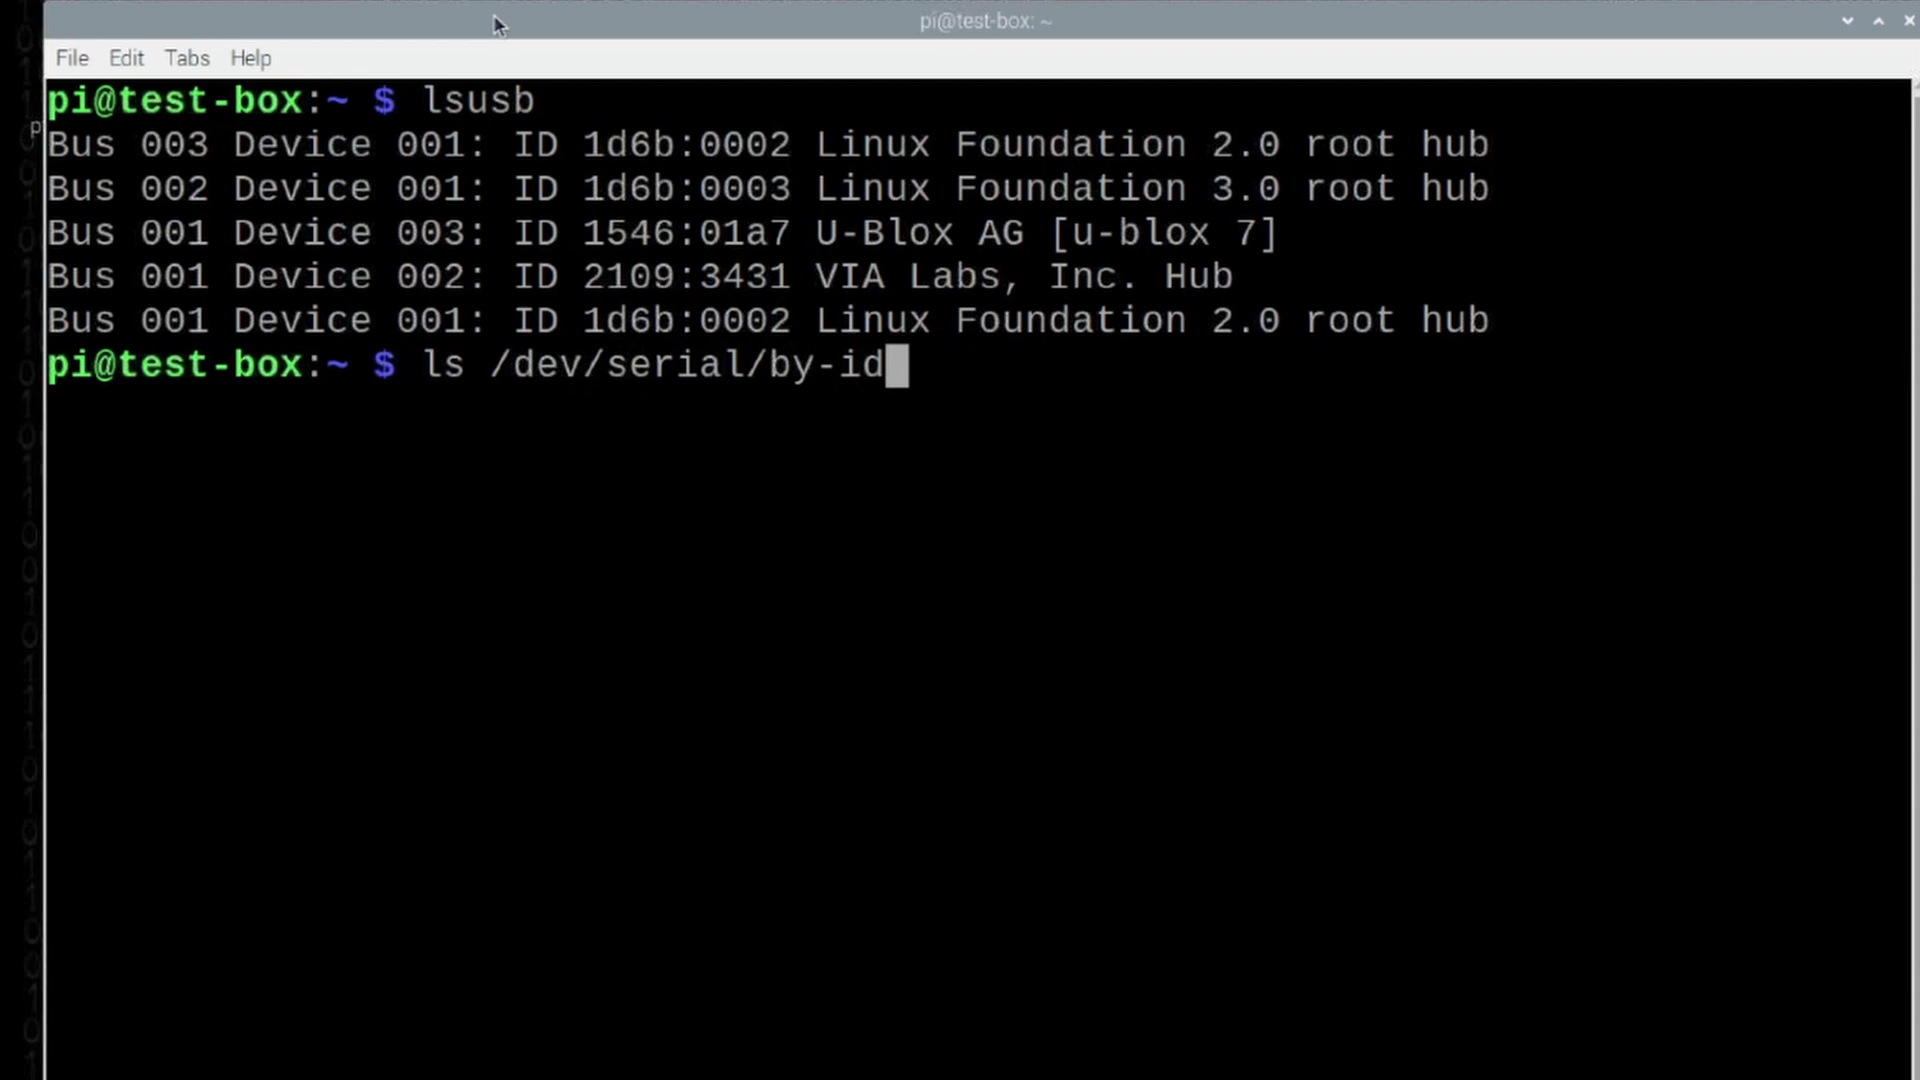 pi@test-box: ~
File Edit Tabs Help
pi@test-box:~ $ lsusb
Bus 003 Device 001: ID 1d6b:0002 Linux Foundation 2.0 root hub
Bus 002 Device 001: ID 1d6b:0003 Linux Foundation 3.0 root hub
Bus 001 Device 003: ID 1546:01a7 U-Blox AG [u-blox 7]
Bus 001 Device 002: ID 2109:3431 VIA Labs, Inc. Hub
Bus 001 Device 001: ID 1d6b:0002 Linux Foundation 2.0 root hub
pi@test-box:~ $ ls /dev/serial/by-id